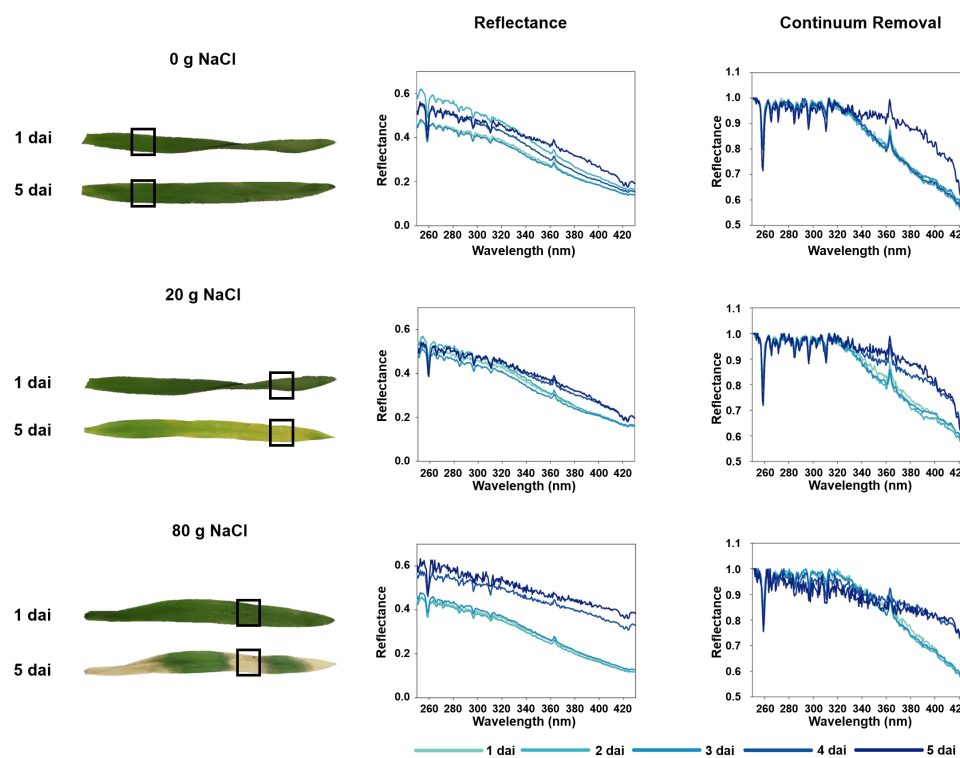 Reflectance
Continuum Removal
0 g NaCl
1 dai
5 dai
Reflectance
0.6
0.4
0.2
0.0
260 280 300 320 340 360 380 400 420
Wavelength (nm)
Reflectance
1.1
1.0
0.9
0.8
0.7
0.6
0.5
260 280 300 320 340 360 380 400
Wavelength (nm)
20 g NaCl
1 dai
5 dai
Reflectance
0.6
0.4
0.2
0.0
260 280 300 320 340 360 380 400 420
Wavelength (nm)
Reflectance
1.1
1.0
0.9
0.8
0.7
0.6
0.5
260 280 300 320 340 360 380 400
Wavelength (nm)
80 g NaCl
1 dai
5 dai
Reflectance
0.6
0.4
0.2
0.0
260 280 300 320 340 360 380 400 420
Wavelength (nm)
Reflectance
1.1
1.0
0.9
0.8
0.7
0.6
0.5
260 280 300 320 340 360 380 400
Wavelength (nm)
1 dai 2 dai 3 dai 4 dai 5 dai